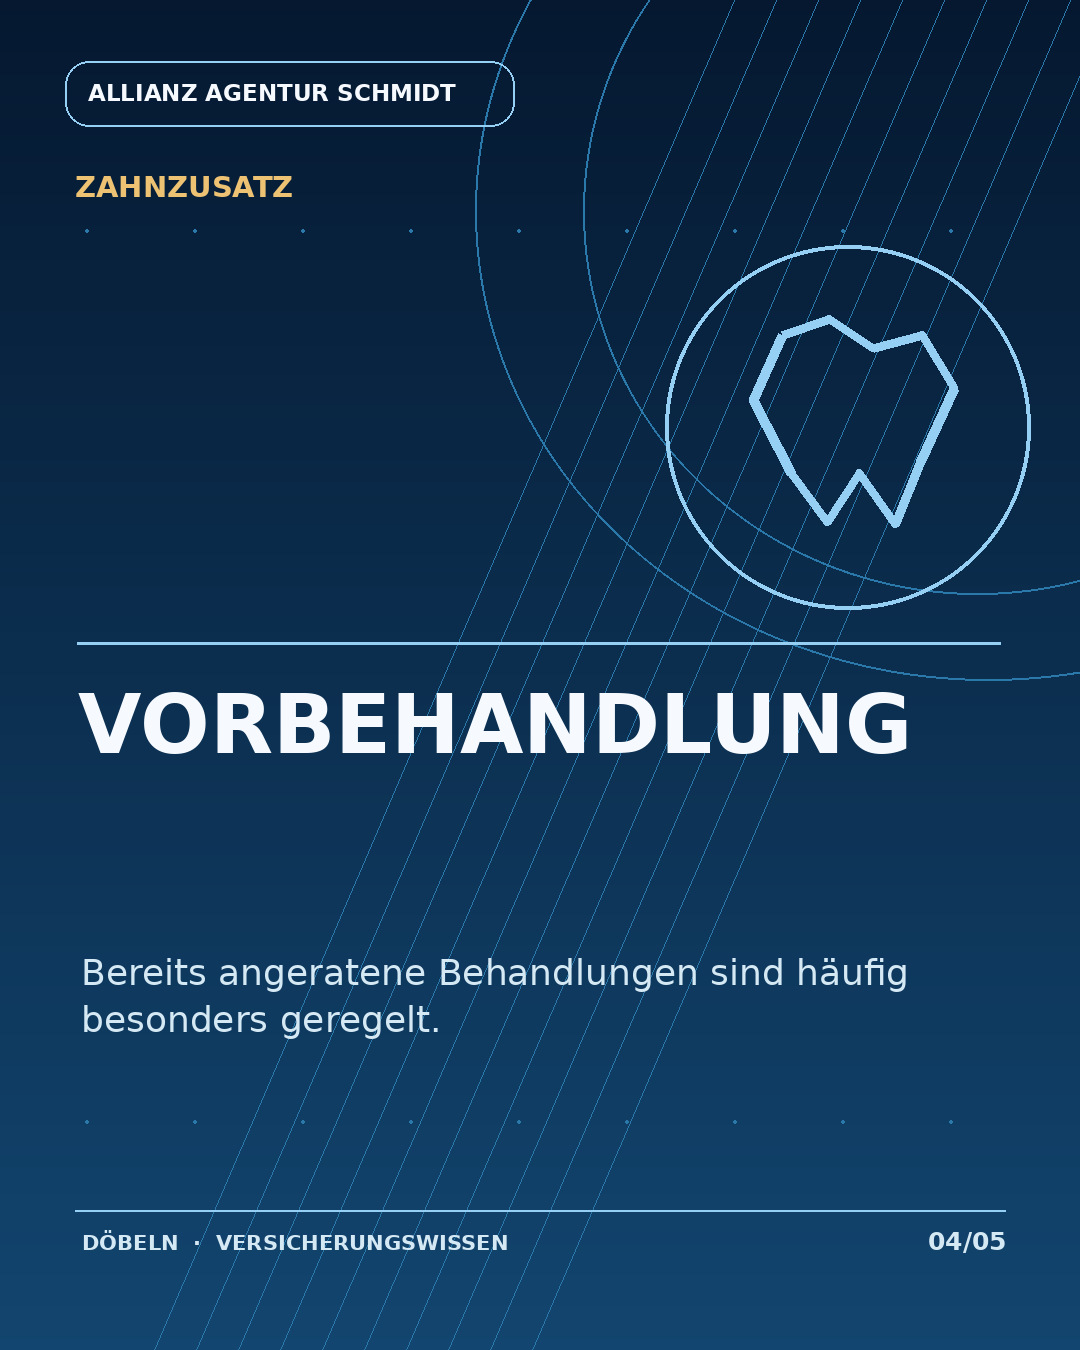 ALLIANZ AGENTUR SCHMIDT
ZAHNZUSATZ
VORBEHANDLUNG
Bereits angeratene Behandlungen sind häufig
besonders geregelt.
DÖBELN · VERSICHERUNGSWISSEN
04/05